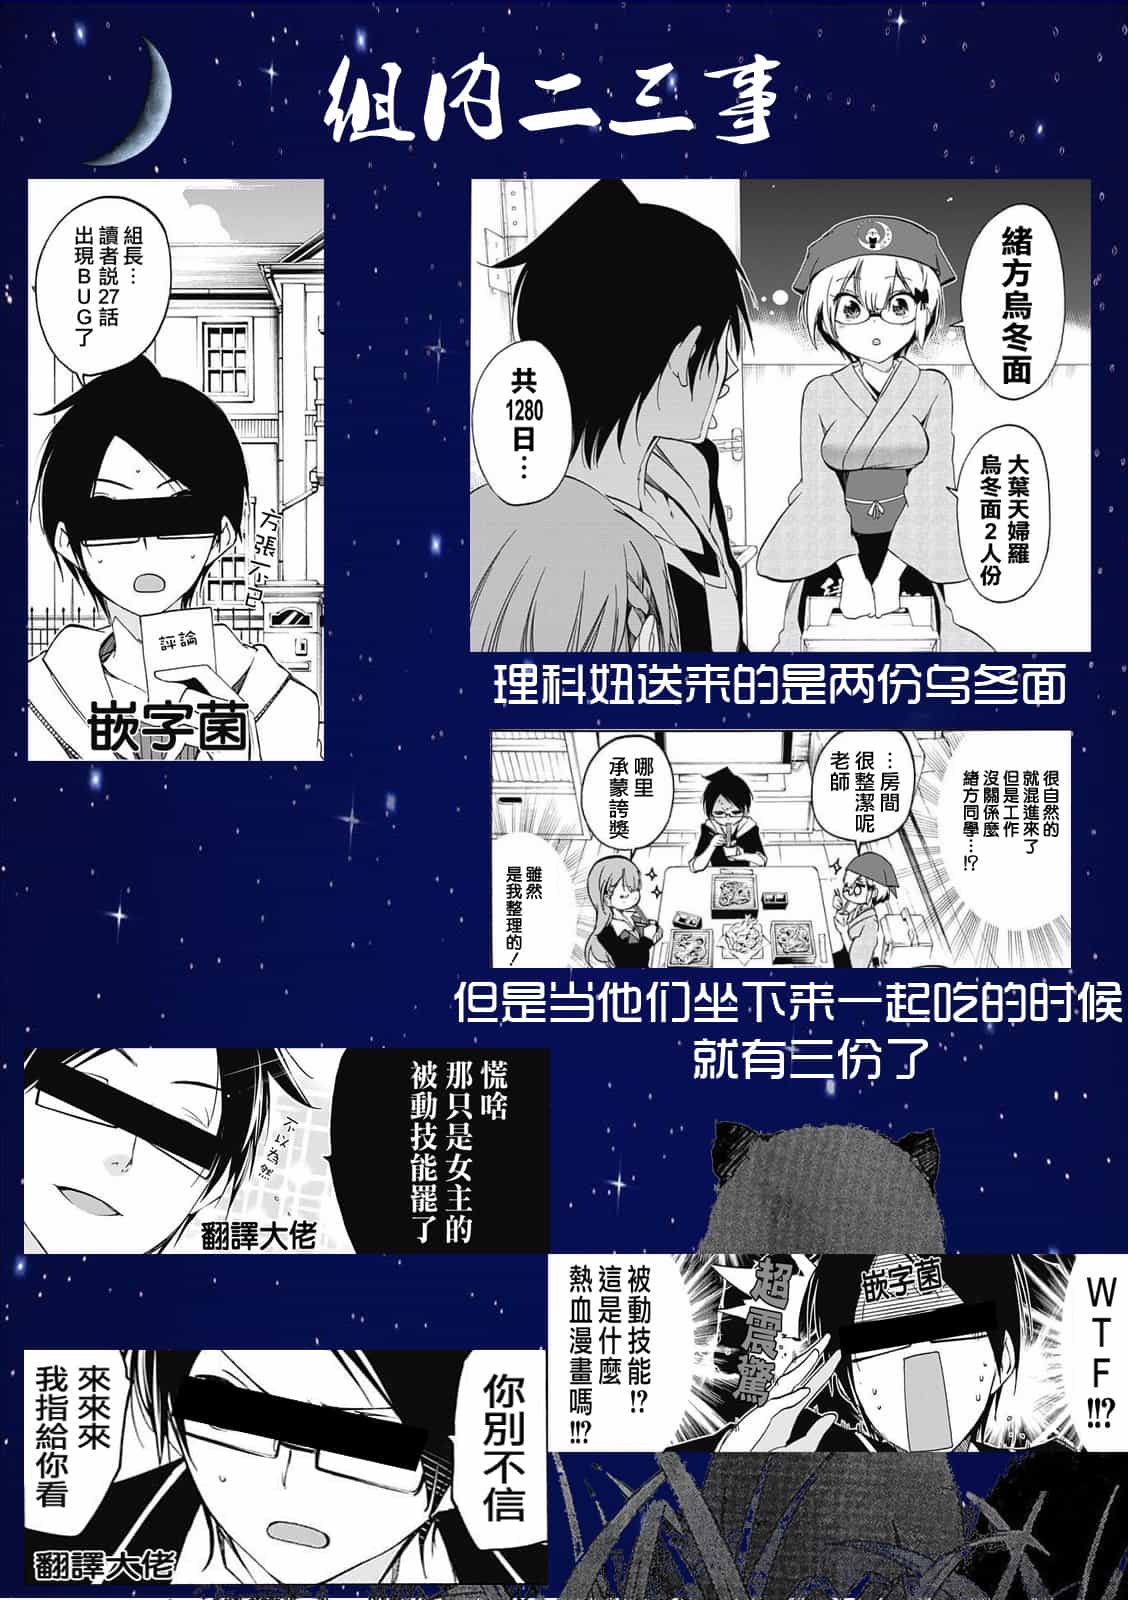 組内二三事
組長…
讀者說27話
出現BUG了
方張不已
評論
嵌字菌
緒方烏冬面
大葉天婦羅
烏冬面2人份
共
1280
日…
理科妞送来的是两份乌冬面
很自然的
就混進來了
但是工作
沒關係麼
緒方同學…!?
…房間
很整潔呢
老師
哪里
承蒙誇獎
雖然
是我整理的!
但是当他们坐下来一起吃的时候
就有三份了
慌啥
那只是女主的
被動技能罷了
不以為然。
翻譯大佬
WTF!!?
嵌字菌
超震驚
被動技能!?
這是什麼
熱血漫畫嗎!!?
你別不信
來來來
我指給你看
翻譯大佬